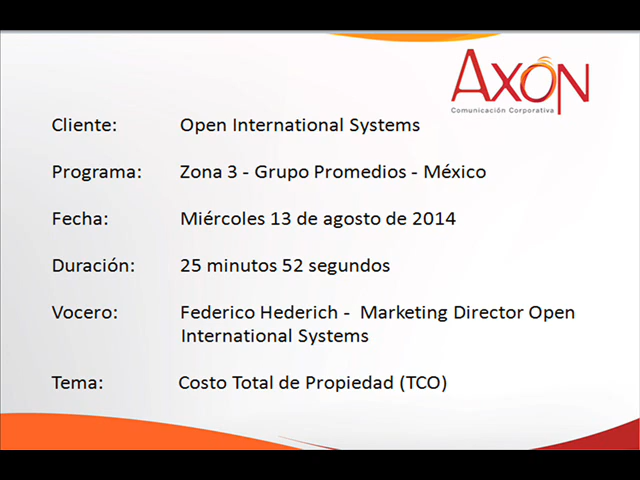 AXÓN
Comunicación Corporativa
Cliente: Open International Systems
Programa: Zona 3 - Grupo Promedios - México
Fecha: Miércoles 13 de agosto de 2014
Duración: 25 minutos 52 segundos
Vocero: Federico Hederich - Marketing Director Open
International Systems
Tema: Costo Total de Propiedad (TCO)